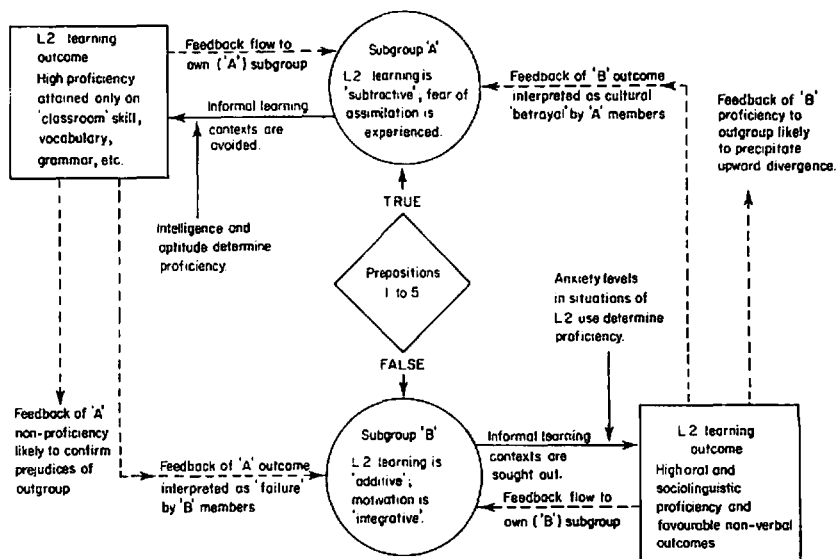 L2 learning
outcome
High proficiency
attained only on
'classroom' skill,
vocabulary,
grammar, etc.
Feedback flow to
own ('A') subgroup
Informal learning
contexts are
avoided.
Intelligence and
aptitude determine
proficiency.
Subgroup 'A'
L2 learning is
'subtractive', fear of
assimilation is
experienced.
Feedback of 'B' outcome
interpreted as cultural
'betrayal' by 'A' members
Feedback of 'B'
proficiency to
outgroup likely
to precipitate
upward divergence.
TRUE
Prepositions
1 to 5
FALSE
Anxiety levels
in situations of
L2 use determine
proficiency.
Feedback of 'A'
non-proficiency
likely to confirm
prejudices of
outgroup
Feedback of 'A' outcome
interpreted as 'failure'
by 'B' members
Subgroup 'B'
L2 learning is
'additive';
motivation is
'integrative'.
Informal learning
contexts are
sought out.
Feedback flow to
own ('B') subgroup
L2 learning
outcome
High oral and
sociolinguistic
proficiency and
favourable non-verbal
outcomes